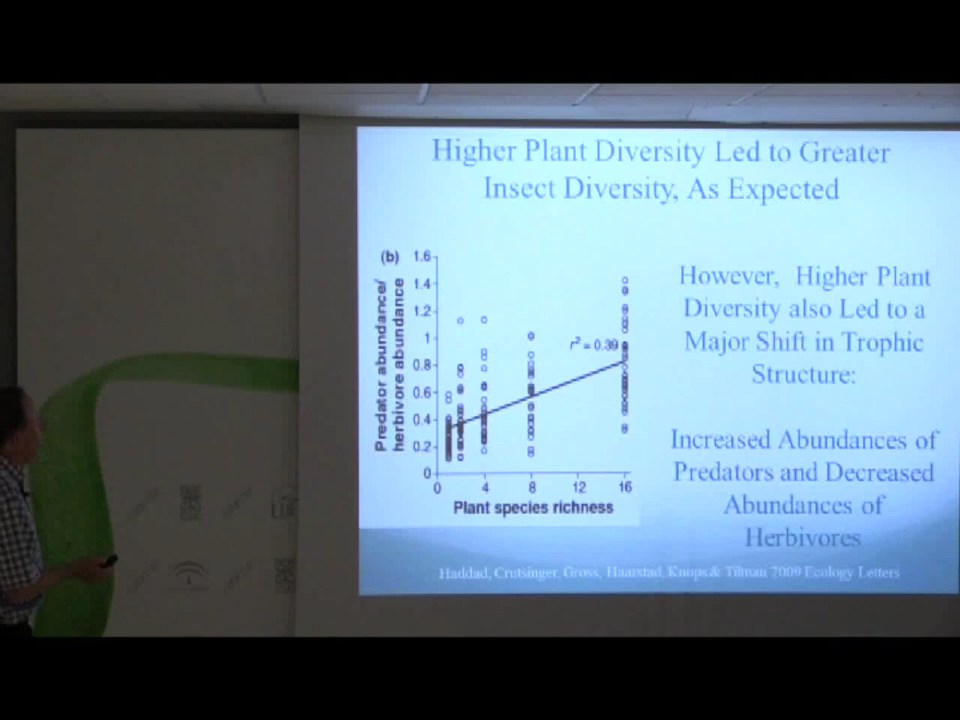 Higher Plant Diversity Led to Greater
Insect Diversity, As Expected
(b)
1.6
1.4
1.2
1
0.8
0.6
0.4
0.2
0
Predator abundance/
herbivore abundance
r² = 0.39
0 4 8 12 16
Plant species richness
However, Higher Plant
Diversity also Led to a
Major Shift in Trophic
Structure:
Increased Abundances of
Predators and Decreased
Abundances of
Herbivores
Haddad, Crutsinger, Gross, Haarstad, Knops & Tilman 2009 Ecology Letters